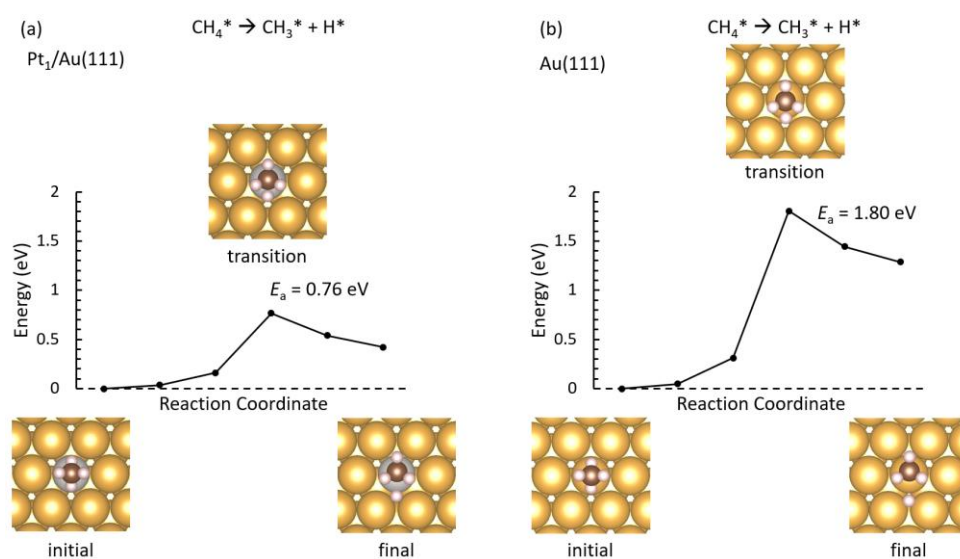 (a)
CH₄* → CH₃* + H*
Pt₁/Au(111)
transition
2
1.5
1
0.5
0
Energy (eV)
Eₐ = 0.76 eV
Reaction Coordinate
initial
final
(b)
CH₄* → CH₃* + H*
Au(111)
transition
2
1.5
1
0.5
0
Energy (eV)
Eₐ = 1.80 eV
Reaction Coordinate
initial
final